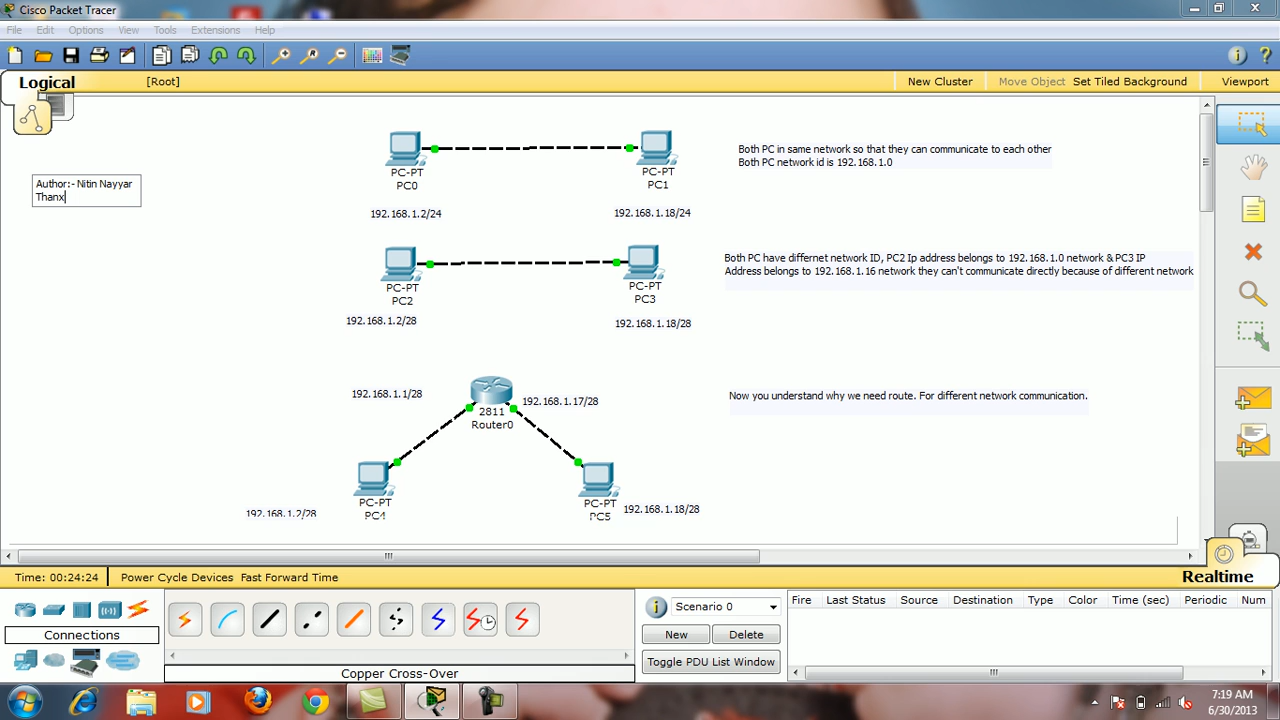 Cisco Packet Tracer
File Edit Options View Tools Extensions Help
Logical
[Root]
New Cluster
Move Object
Set Tiled Background
Viewport
Author:- Nitin Nayyar
Thanx
PC-PT
PC0
192.168.1.2/24
PC-PT
PC1
192.168.1.18/24
Both PC in same network so that they can communicate to each other
Both PC network id is 192.168.1.0
PC-PT
PC2
192.168.1.2/28
PC-PT
PC3
192.168.1.18/28
Both PC have differnet network ID, PC2 Ip address belongs to 192.168.1.0 network & PC3 IP
Address belongs to 192.168.1.16 network they can't communicate directly because of different network
192.168.1.1/28
2811
Router0
192.168.1.17/28
Now you understand why we need route. For different network communication.
PC-PT
PC4
192.168.1.2/28
PC-PT
PC5
192.168.1.18/28
Time: 00:24:24
Power Cycle Devices Fast Forward Time
Realtime
Connections
Copper Cross-Over
Scenario 0
New
Delete
Toggle PDU List Window
Fire Last Status Source Destination Type Color Time (sec) Periodic Num
7:19 AM
6/30/2013